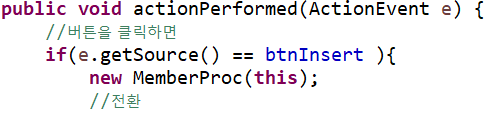 public void actionPerformed(ActionEvent e) {
    //버튼을 클릭하면
    if(e.getSource() == btnInsert ){
        new MemberProc(this);
        //전환